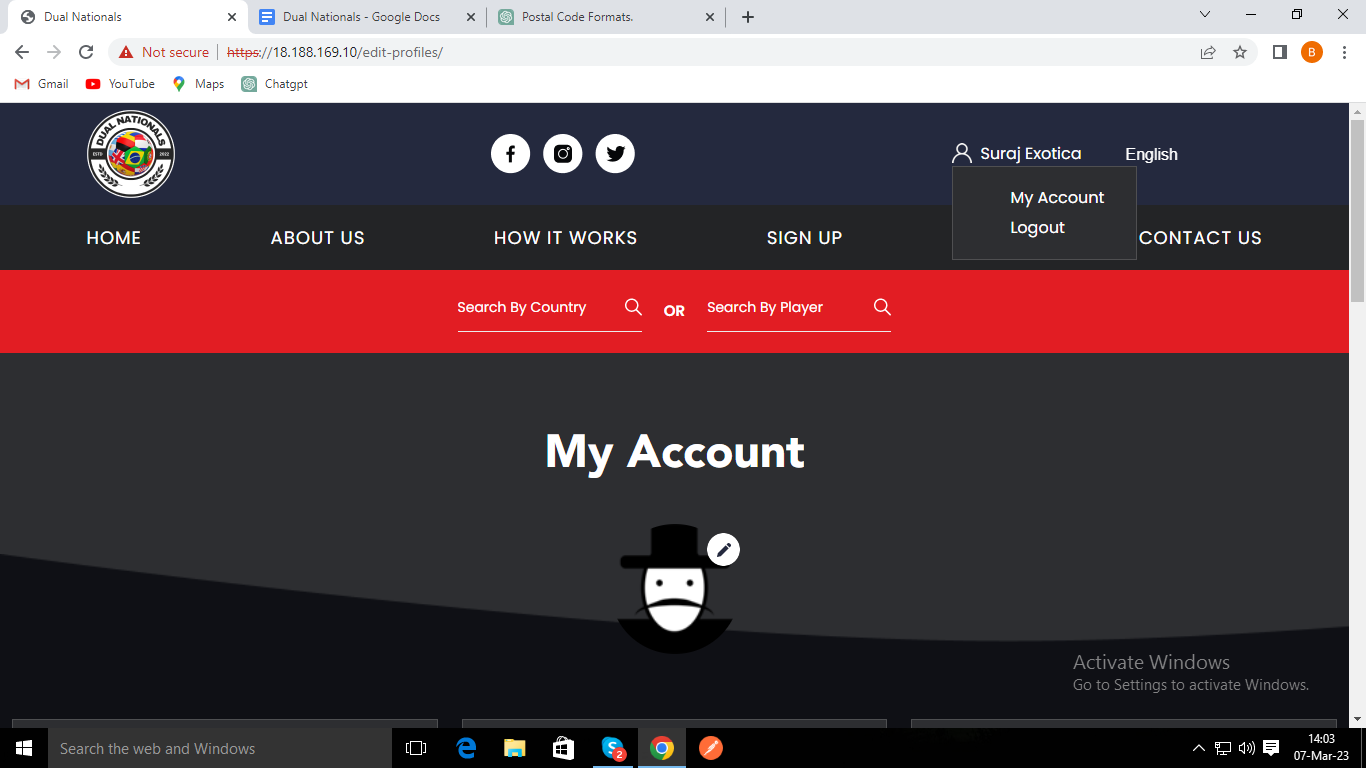 Dual Nationals
Dual Nationals - Google Docs
Postal Code Formats.
Not secure
https://18.188.169.10/edit-profiles/
B
Gmail
YouTube
Maps
Chatgpt
DUAL NATIONALS
ESTD 2022
Suraj Exotica
English
My Account
Logout
HOME
ABOUT US
HOW IT WORKS
SIGN UP
CONTACT US
Search By Country
OR
Search By Player
My Account
Activate Windows
Go to Settings to activate Windows.
Search the web and Windows
2
14:03
07-Mar-23